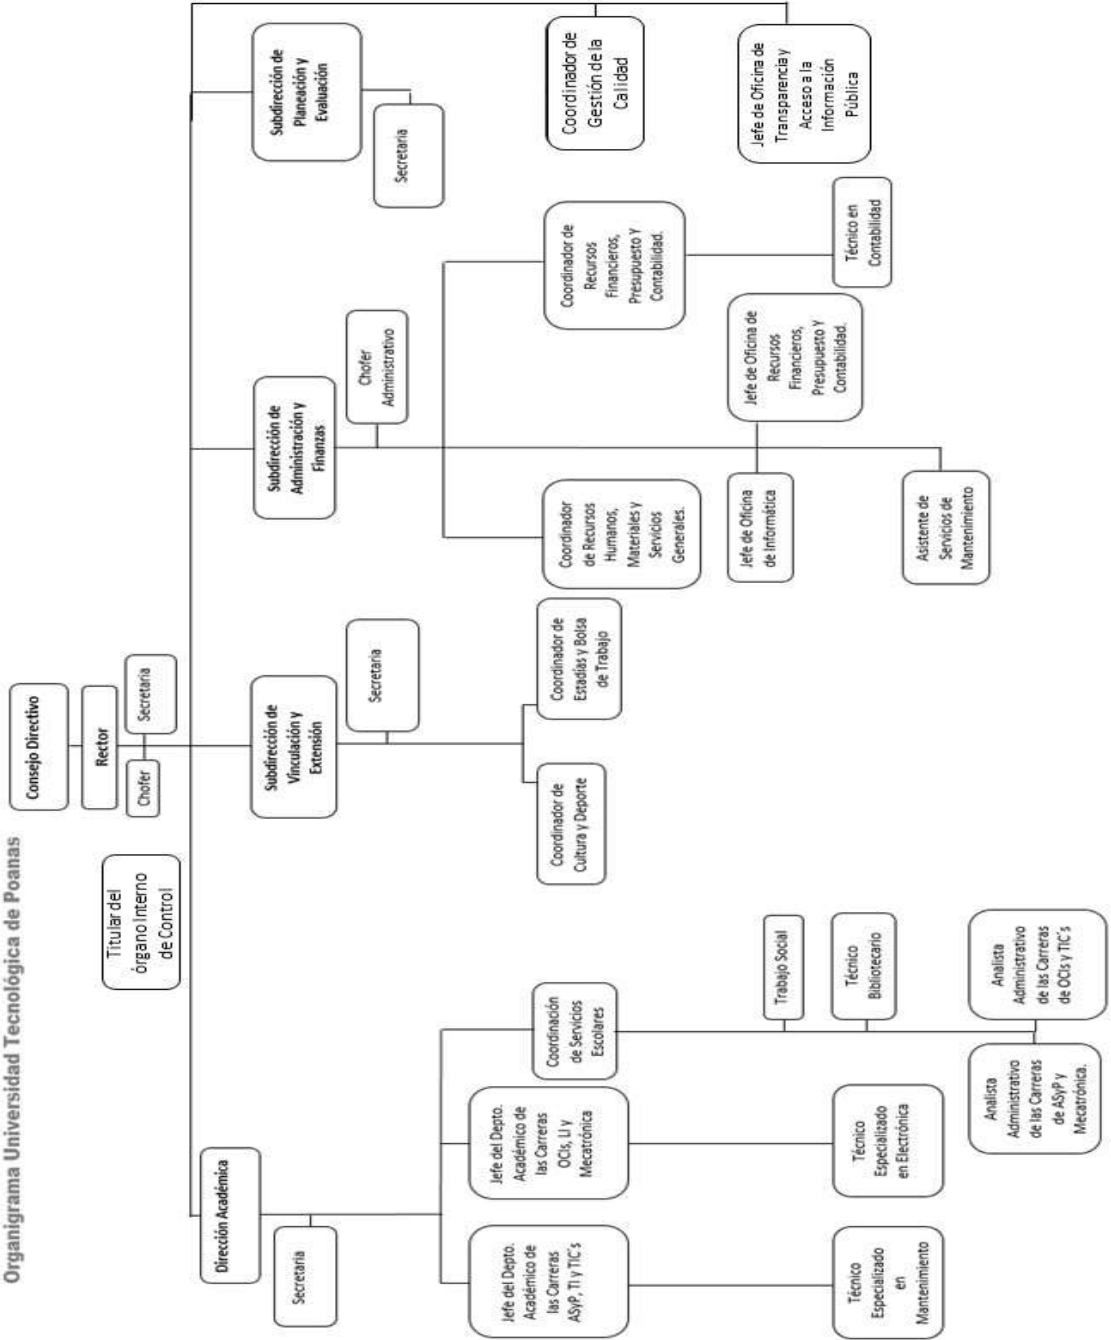 Organigrama Universidad Tecnológica de Poanas
Consejo Directivo
Rector
Chofer
Secretaria
Titular del
órgano Interno
de Control
Dirección Académica
Secretaria
Subdirección de
Vinculación y
Extensión
Secretaria
Subdirección de
Administración y
Finanzas
Chofer
Administrativo
Subdirección de
Planeación y
Evaluación
Secretaria
Jefe del Depto.
Académico de
las Carreras
ASyP, TI y TIC´s
Jefe del Depto.
Académico de
las Carreras
OCIs, LI y
Mecatrónica
Coordinación
de Servicios
Escolares
Coordinador de
Cultura y Deporte
Coordinador de
Estadías y Bolsa
de Trabajo
Coordinador
de Recursos
Humanos,
Materiales y
Servicios
Generales.
Coordinador de
Recursos
Financieros,
Presupuesto Y
Contabilidad.
Coordinador de
Gestión de la
Calidad
Jefe de Oficina
de Informática
Jefe de Oficina de
Recursos
Financieros,
Presupuesto Y
Contabilidad.
Jefe de Oficina de
Transparencia y
Acceso a la
Información
Pública
Trabajo Social
Técnico
Especializado
en
Mantenimiento
Técnico
Especializado
en Electrónica
Técnico
Bibliotecario
Técnico en
Contabilidad
Asistente de
Servicios de
Mantenimiento
Analista
Administrativo
de las Carreras
de ASyP y
Mecatrónica.
Analista
Administrativo
de las Carreras
de OCIs y TIC´s